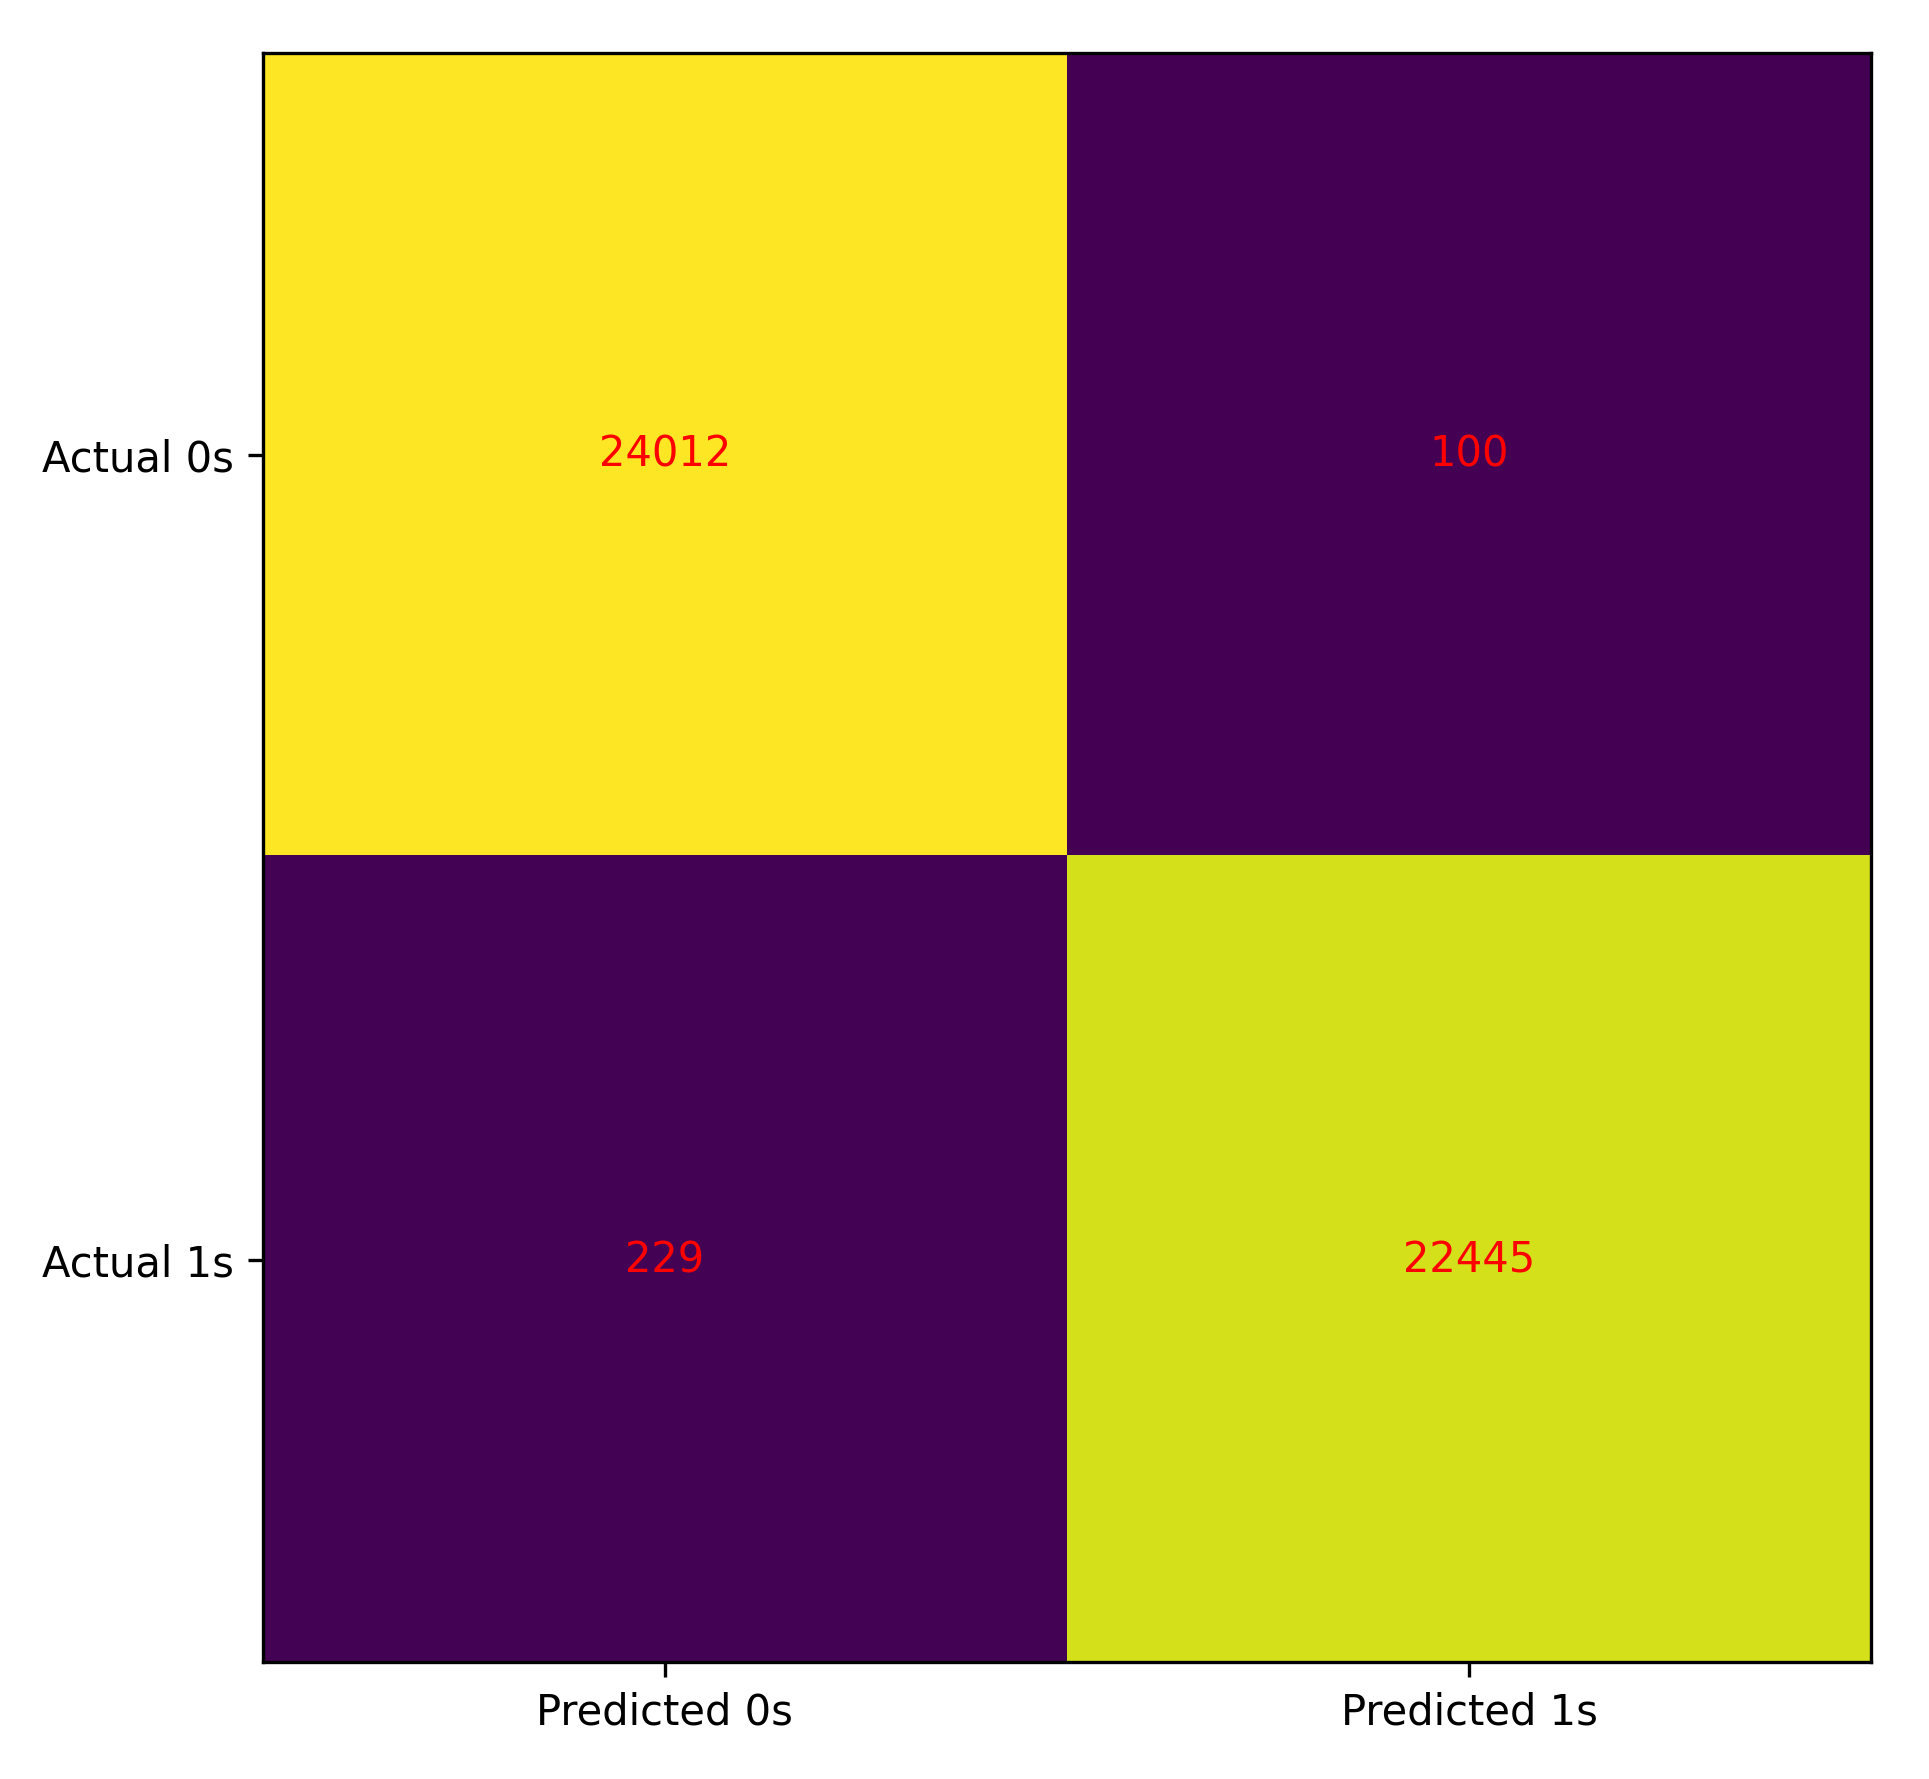 Actual 0s
24012
100
Actual 1s
229
22445
Predicted 0s
Predicted 1s